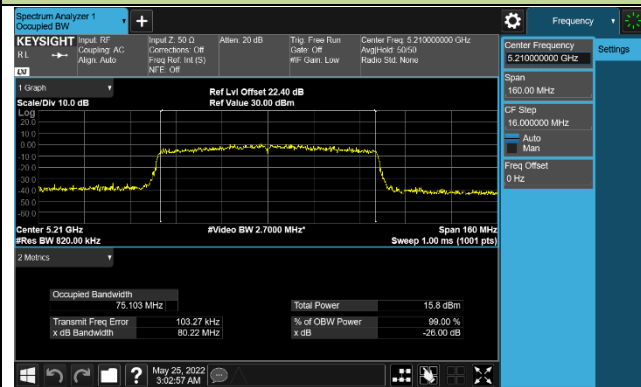 Spectrum Analyzer 1
Occupied BW
+
Frequency
KEYSIGHT
RL
LXI
Input: RF
Coupling: AC
Align: Auto
Input Z: 50 Ω
Corrections: Off
Freq Ref: Int (S)
NFE: Off
Atten: 20 dB
Trig: Free Run
Gate: Off
#IF Gain: Low
Center Freq: 5.210000000 GHz
Avg|Hold: 50/50
Radio Std: None
Center Frequency
5.210000000 GHz
Settings
Span
160.00 MHz
CF Step
16.000000 MHz
Auto
Man
Freq Offset
0 Hz
1 Graph
Scale/Div 10.0 dB
Ref Lvl Offset 22.40 dB
Ref Value 30.00 dBm
Log
20.0
10.0
0.00
-10.0
-20.0
-30.0
-40.0
-50.0
-60.0
Center 5.21 GHz
#Res BW 820.00 kHz
#Video BW 2.7000 MHz*
Span 160 MHz
Sweep 1.00 ms (1001 pts)
2 Metrics
Occupied Bandwidth
75.103 MHz
Total Power 15.8 dBm
Transmit Freq Error 103.27 kHz
% of OBW Power 99.00 %
x dB Bandwidth 80.22 MHz
x dB -26.00 dB
?
May 25, 2022
3:02:57 AM